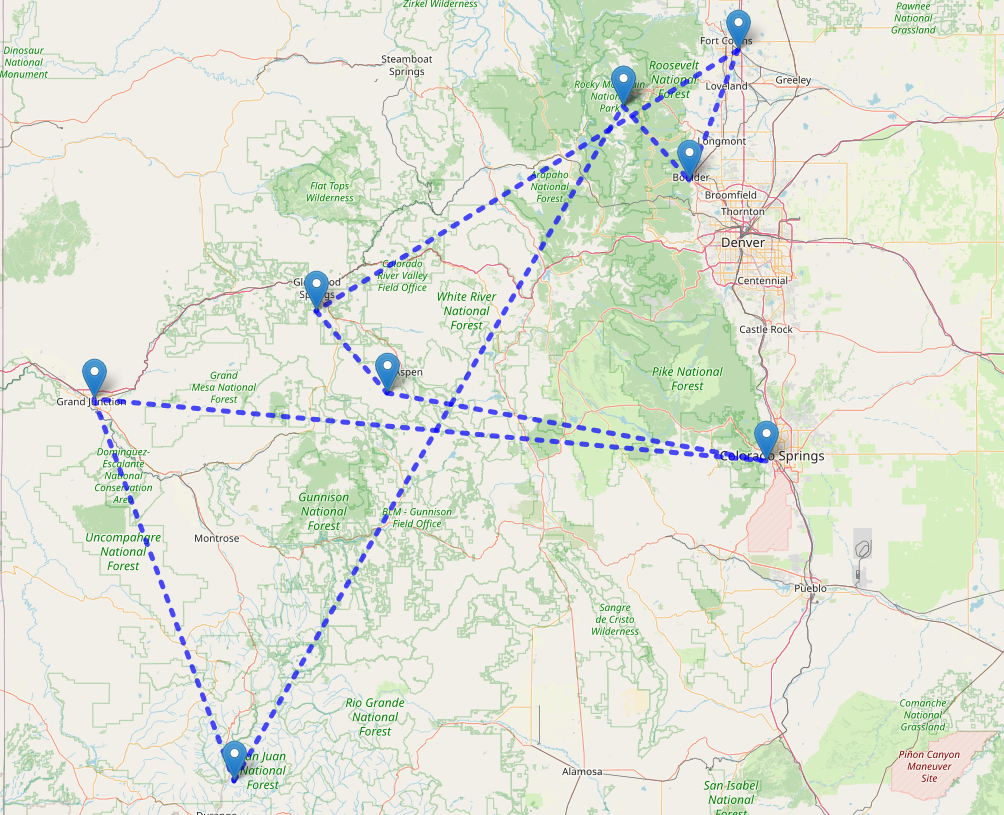 Zirkel Wilderness
Pawnee
National
Grassland
Dinosaur
National
Monument
Fort Collins
Steamboat
Springs
Roosevelt
National
Forest
Greeley
Loveland
Rocky Mountain
National
Park
Longmont
Boulder
Arapaho
National
Forest
Flat Tops
Wilderness
Broomfield
Thornton
Denver
Colorado
River Valley
Field Office
Glenwood
Springs
Centennial
White River
National
Forest
Castle Rock
Aspen
Pike National
Forest
Grand
Mesa National
Forest
Grand Junction
Colorado Springs
Dominguez-
Escalante
National
Conservation
Area
Gunnison
National
Forest
BLM - Gunnison
Field Office
Uncompahgre
National
Forest
Montrose
Pueblo
Sangre
de Cristo
Wilderness
Rio Grande
National
Forest
Comanche
National
Grassland
San Juan
National
Forest
Alamosa
Piñon Canyon
Maneuver
Site
San Isabel
National
Forest